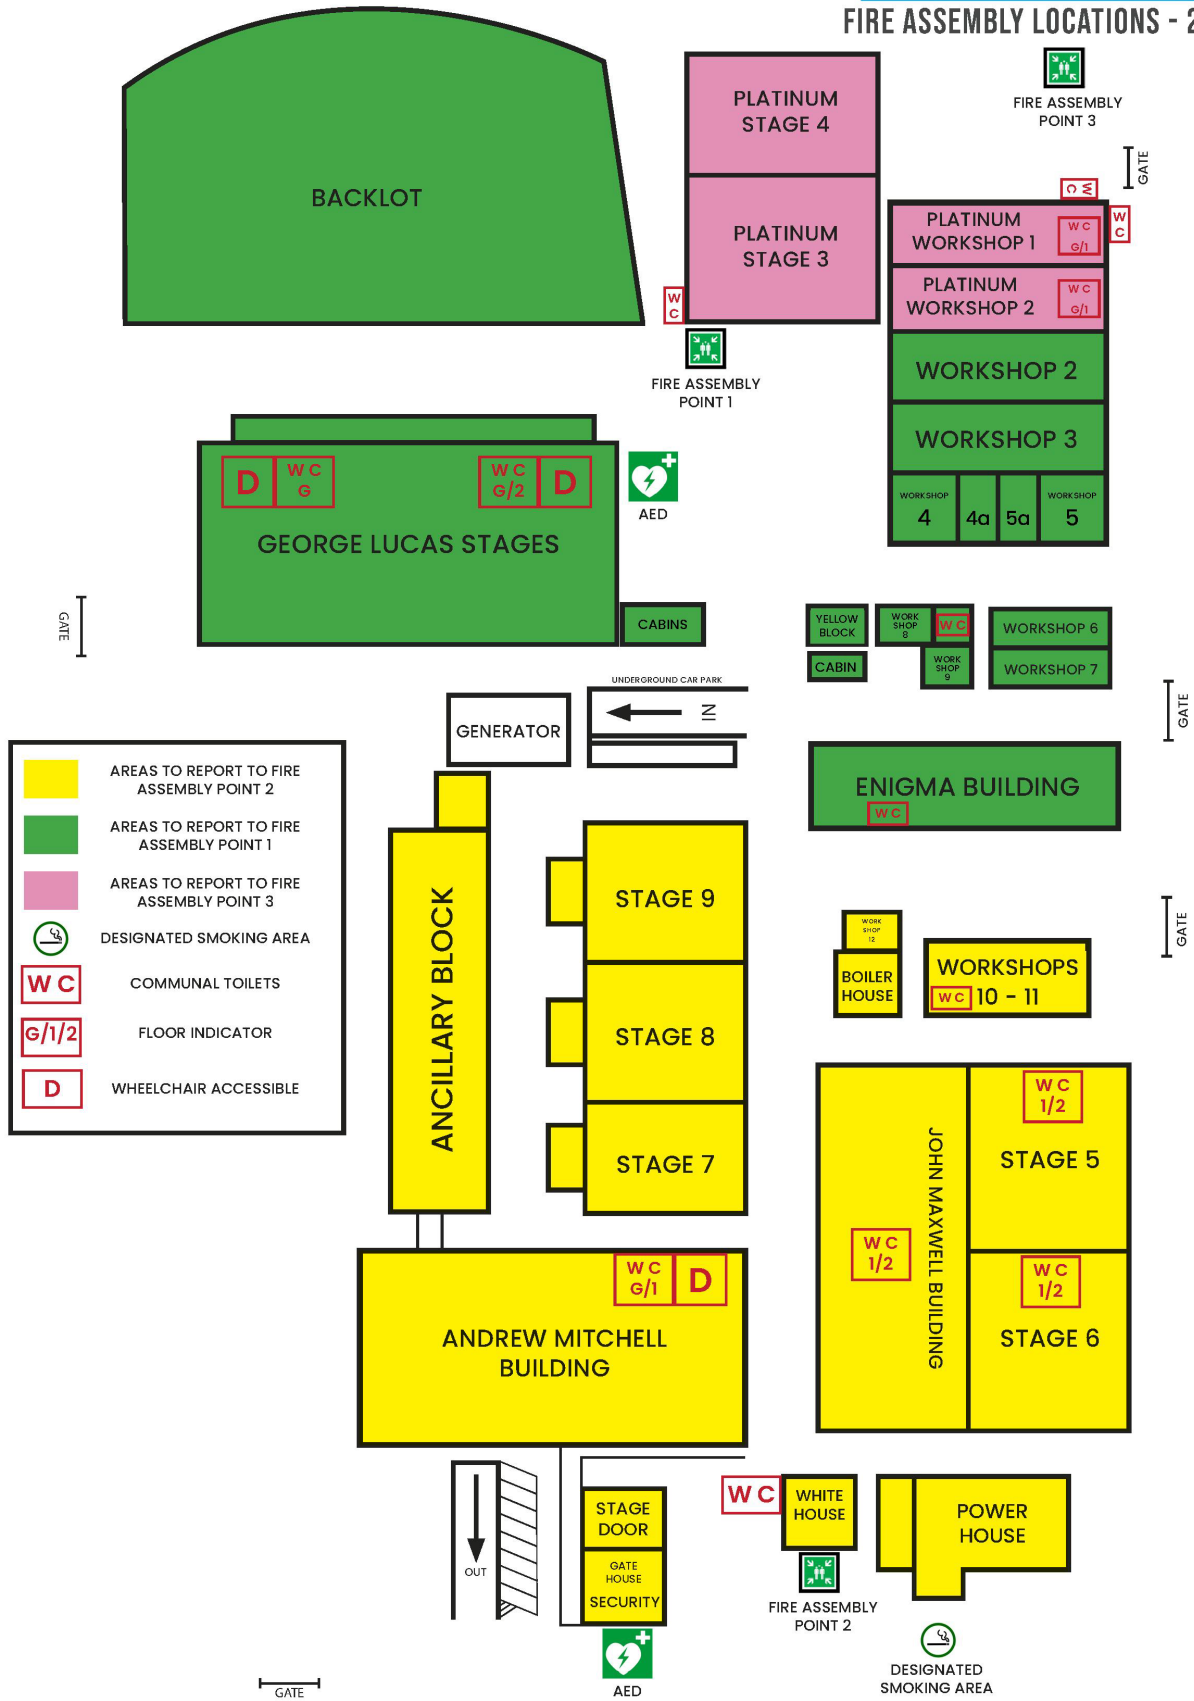 FIRE ASSEMBLY LOCATIONS - 2
FIRE ASSEMBLY
POINT 3
GATE
BACKLOT
PLATINUM
STAGE 4
PLATINUM
STAGE 3
W
C
FIRE ASSEMBLY
POINT 1
W
C
W
C
PLATINUM
WORKSHOP 1
W C
G/1
PLATINUM
WORKSHOP 2
W C
G/1
WORKSHOP 2
WORKSHOP 3
WORKSHOP
4
4a
5a
WORKSHOP
5
D
W C
G
W C
G/2
D
GEORGE LUCAS STAGES
AED
CABINS
GATE
YELLOW
BLOCK
WORK
SHOP
8
W C
WORK
SHOP
9
CABIN
WORKSHOP 6
WORKSHOP 7
GATE
UNDERGROUND CAR PARK
IN
GENERATOR
ENIGMA BUILDING
W C
GATE
AREAS TO REPORT TO FIRE
ASSEMBLY POINT 2
AREAS TO REPORT TO FIRE
ASSEMBLY POINT 1
AREAS TO REPORT TO FIRE
ASSEMBLY POINT 3
DESIGNATED SMOKING AREA
W C
COMMUNAL TOILETS
G/1/2
FLOOR INDICATOR
D
WHEELCHAIR ACCESSIBLE
ANCILLARY BLOCK
STAGE 9
STAGE 8
STAGE 7
WORK
SHOP
12
BOILER
HOUSE
WORKSHOPS
W C 10 - 11
JOHN MAXWELL BUILDING
W C
1/2
W C
1/2
STAGE 5
W C
1/2
STAGE 6
W C
G/1
D
ANDREW MITCHELL
BUILDING
OUT
STAGE
DOOR
GATE
HOUSE
SECURITY
AED
W C
WHITE
HOUSE
FIRE ASSEMBLY
POINT 2
POWER
HOUSE
DESIGNATED
SMOKING AREA
GATE